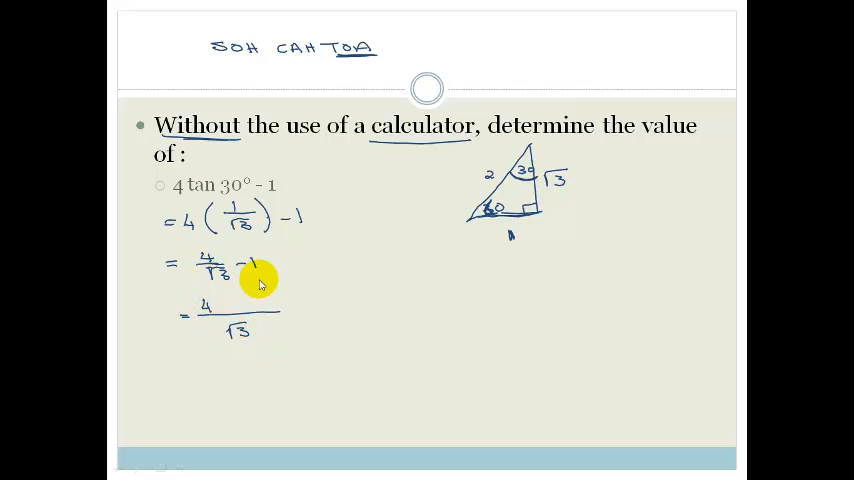 SOH CAH TOA
Without the use of a calculator, determine the value
of :
4 tan 30° - 1
= 4 ( 1/√3 ) - 1
= 4/√3 - 1
= 4 / √3
2
30
√3
60
1